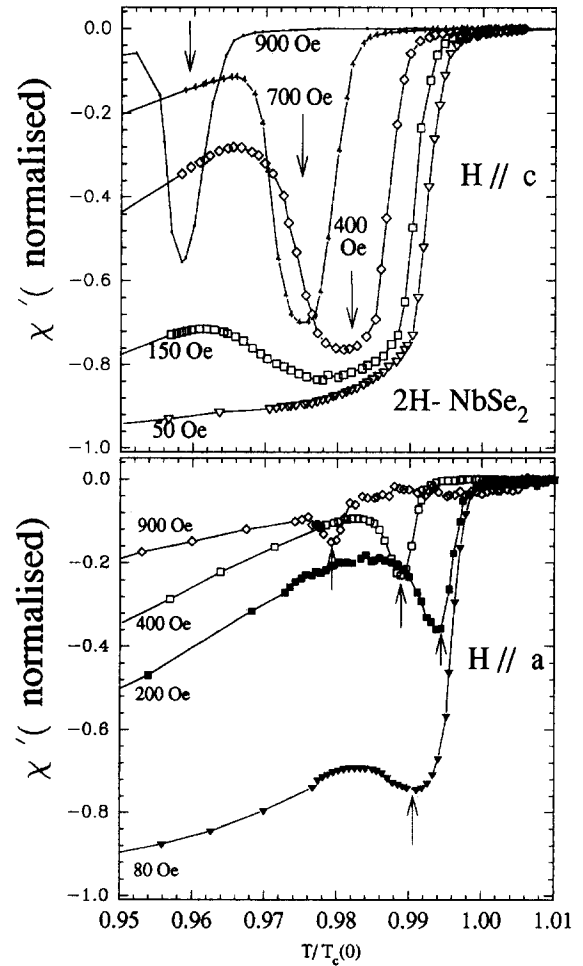 0.0
900 Oe
−0.2
700 Oe
H // c
−0.4
400
Oe
−0.6
−0.8
150 Oe
2H- NbSe2
50 Oe
−1.0
χ ′( normalised)
0.0
900 Oe
−0.2
400 Oe
−0.4
H // a
200 Oe
−0.6
−0.8
80 Oe
−1.0
χ ′( normalised)
0.95 0.96 0.97 0.98 0.99 1.00 1.01
T/Tc(0)